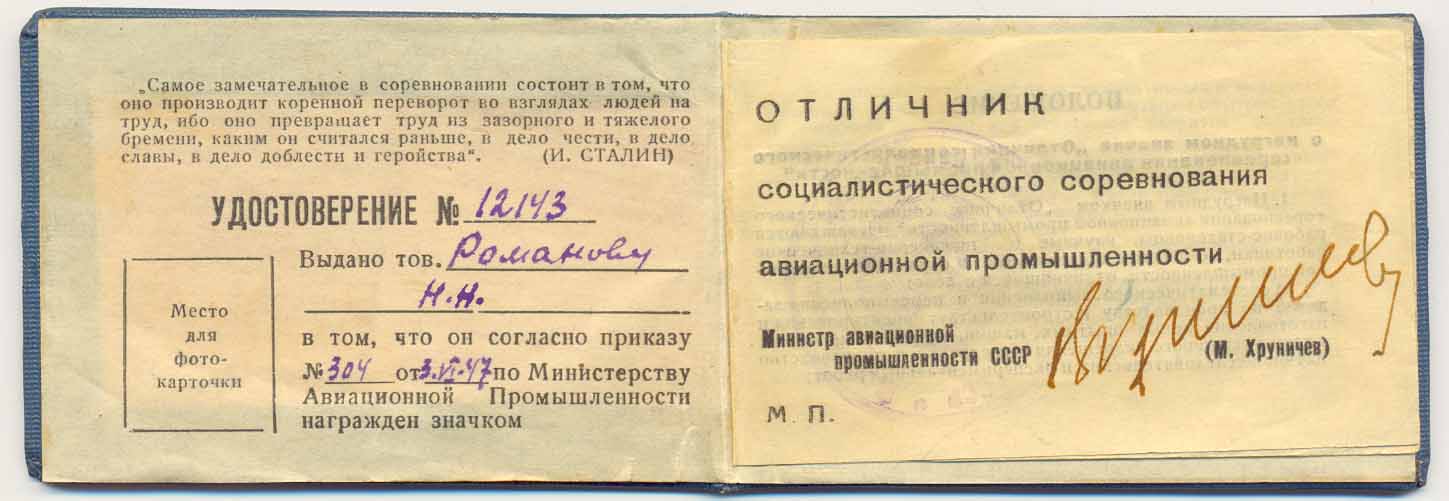 „Самое замечательное в соревновании состоит в том, что
оно производит коренной переворот во взглядах людей на
труд, ибо оно превращает труд из зазорного и тяжелого
бремени, каким он считался раньше, в дело чести, в дело
славы, в дело доблести и геройства“. (И. СТАЛИН)
УДОСТОВЕРЕНИЕ № 12143
Выдано тов. Романову
Н.Н.
Место
для
фото-
карточки
в том, что он согласно приказу
№ 304 от 3.VI-47 по Министерству
Авиационной Промышленности
награжден значком
ОТЛИЧНИК
социалистического соревнования
авиационной промышленности
Министр авиационной
промышленности СССР (М. Хруничев)
М. П.